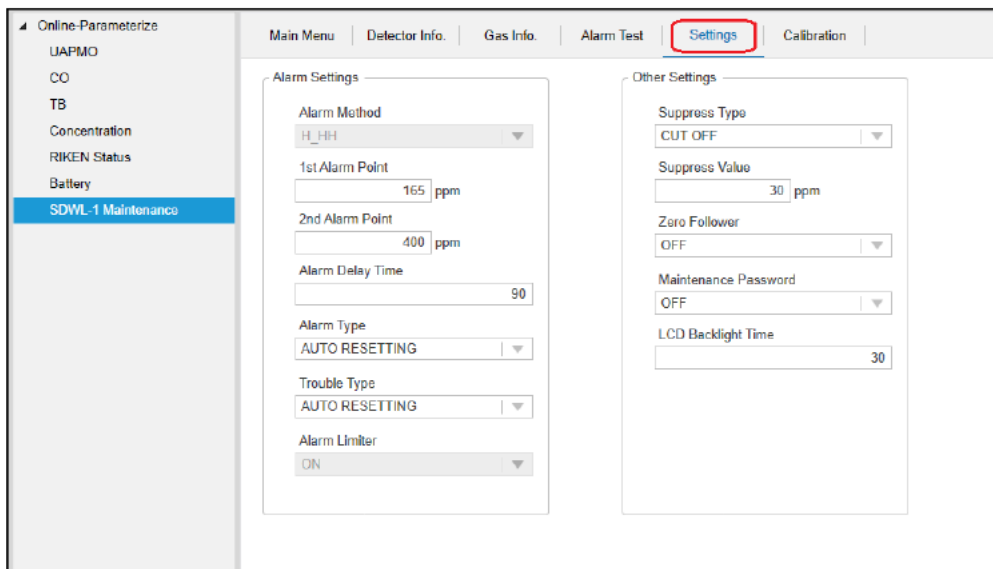 Online-Parameterize
UAPMO
CO
TB
Concentration
RIKEN Status
Battery
SDWL-1 Maintenance
Main Menu Detector Info. Gas Info. Alarm Test Settings Calibration
Alarm Settings
Alarm Method
H_HH
1st Alarm Point
165 ppm
2nd Alarm Point
400 ppm
Alarm Delay Time
90
Alarm Type
AUTO RESETTING
Trouble Type
AUTO RESETTING
Alarm Limiter
ON
Other Settings
Suppress Type
CUT OFF
Suppress Value
30 ppm
Zero Follower
OFF
Maintenance Password
OFF
LCD Backlight Time
30